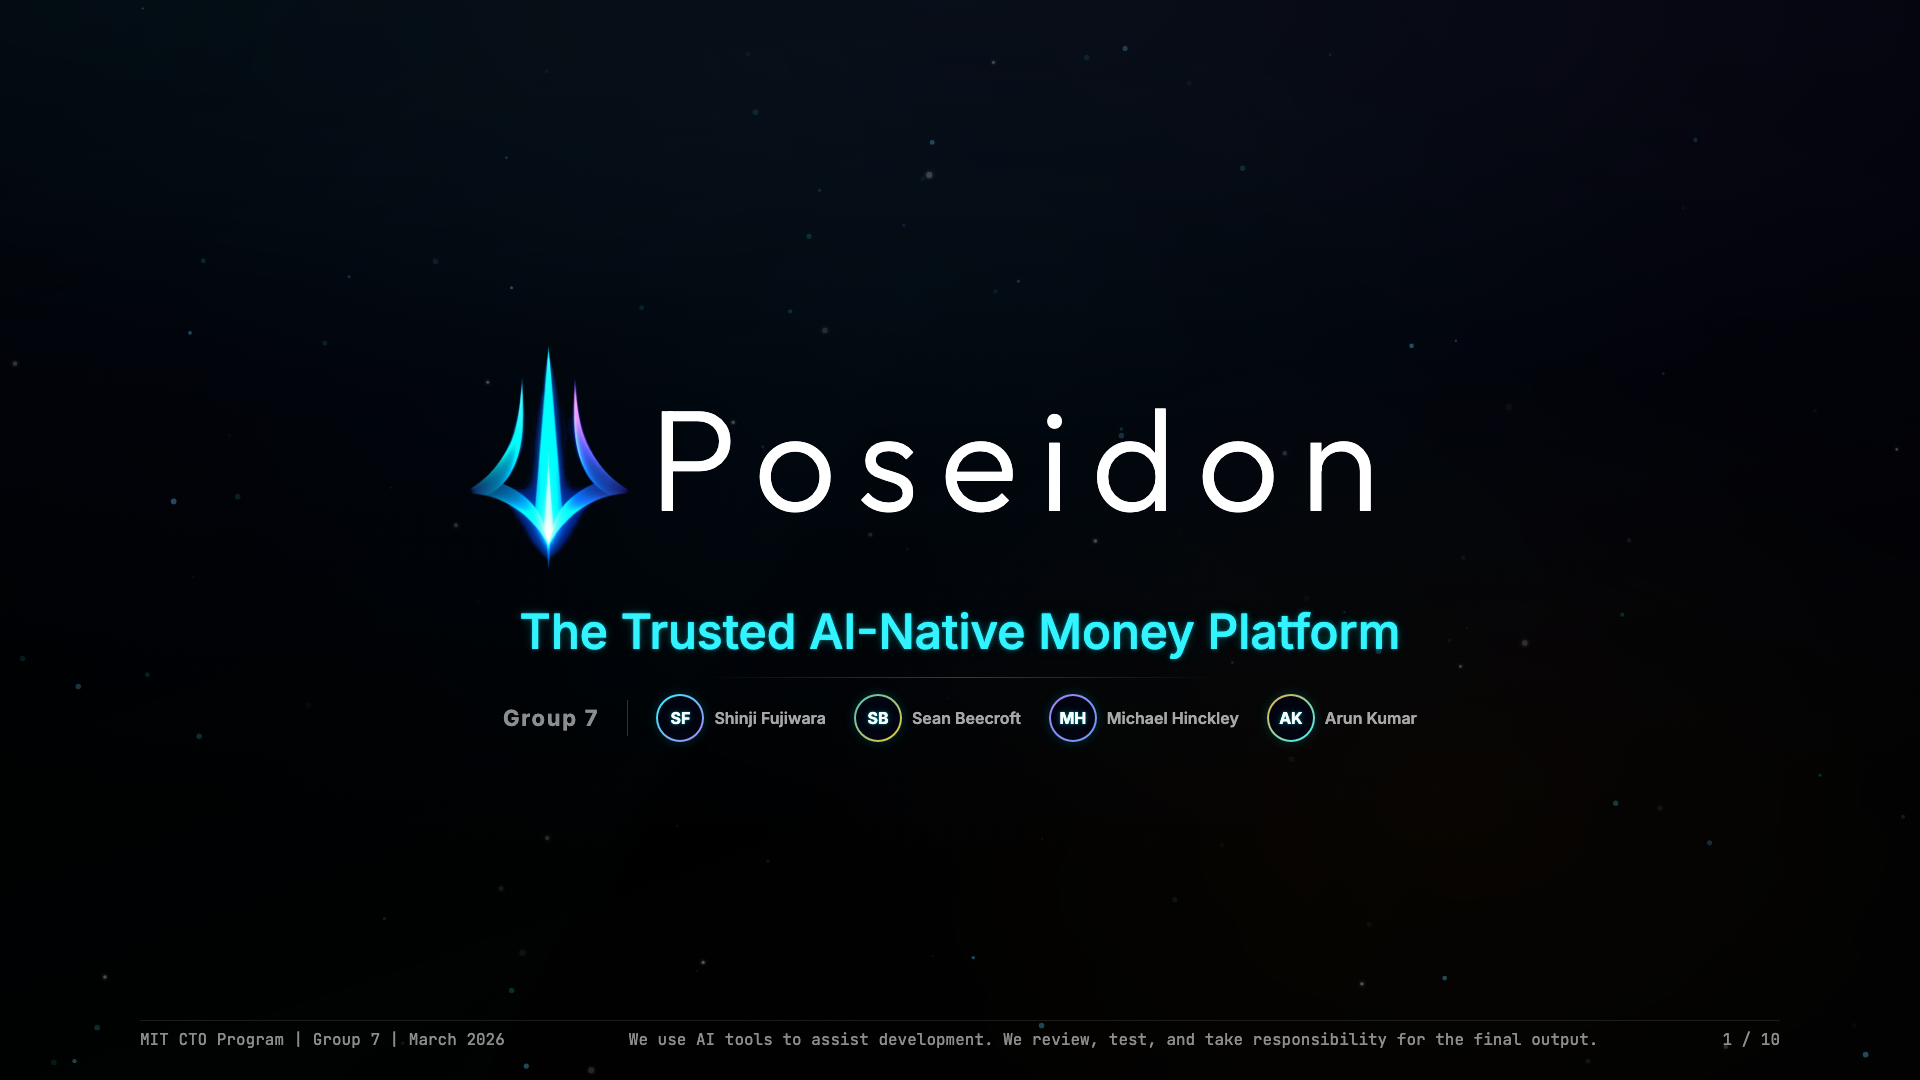 Poseidon
The Trusted AI-Native Money Platform
Group 7 SF Shinji Fujiwara SB Sean Beecroft MH Michael Hinckley AK Arun Kumar
MIT CTO Program | Group 7 | March 2026 We use AI tools to assist development. We review, test, and take responsibility for the final output. 1 / 10